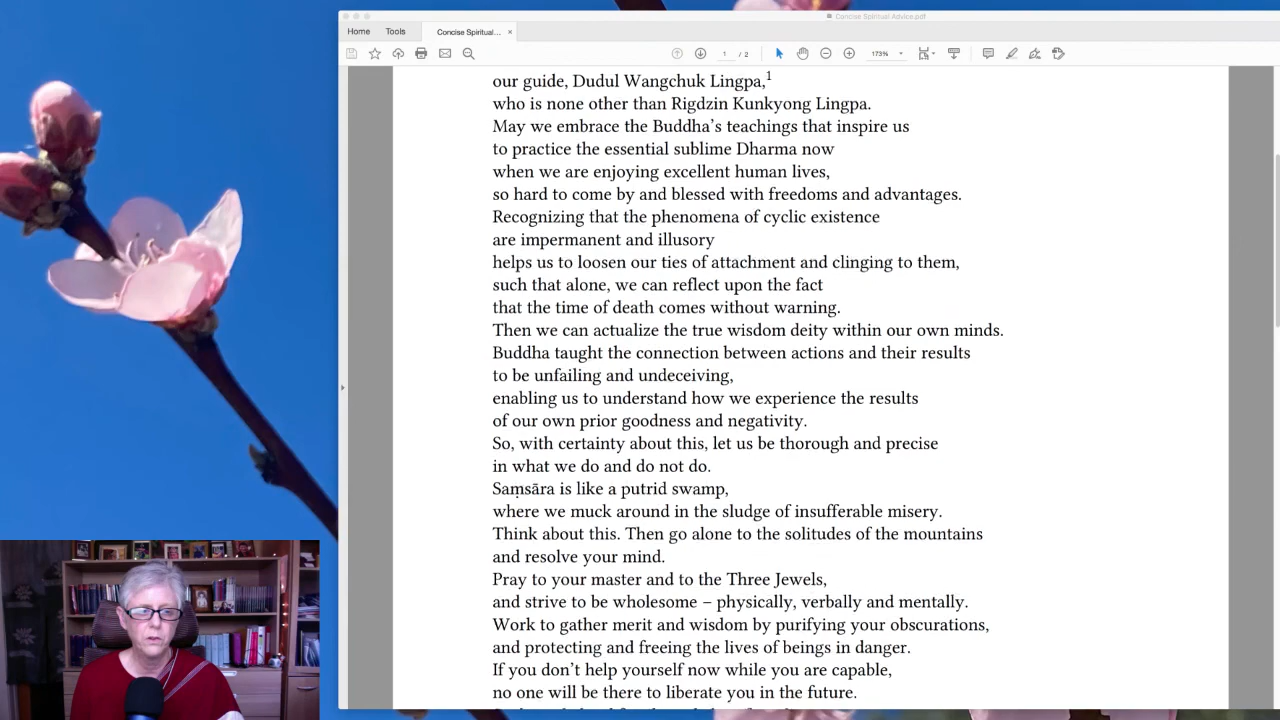 Concise Spiritual Advice.pdf
Home Tools Concise Spiritual... ×
1 / 2 173%
our guide, Dudul Wangchuk Lingpa,1
who is none other than Rigdzin Kunkyong Lingpa.
May we embrace the Buddha’s teachings that inspire us
to practice the essential sublime Dharma now
when we are enjoying excellent human lives,
so hard to come by and blessed with freedoms and advantages.
Recognizing that the phenomena of cyclic existence
are impermanent and illusory
helps us to loosen our ties of attachment and clinging to them,
such that alone, we can reflect upon the fact
that the time of death comes without warning.
Then we can actualize the true wisdom deity within our own minds.
Buddha taught the connection between actions and their results
to be unfailing and undeceiving,
enabling us to understand how we experience the results
of our own prior goodness and negativity.
So, with certainty about this, let us be thorough and precise
in what we do and do not do.
Saṃsāra is like a putrid swamp,
where we muck around in the sludge of insufferable misery.
Think about this. Then go alone to the solitudes of the mountains
and resolve your mind.
Pray to your master and to the Three Jewels,
and strive to be wholesome – physically, verbally and mentally.
Work to gather merit and wisdom by purifying your obscurations,
and protecting and freeing the lives of beings in danger.
If you don’t help yourself now while you are capable,
no one will be there to liberate you in the future.